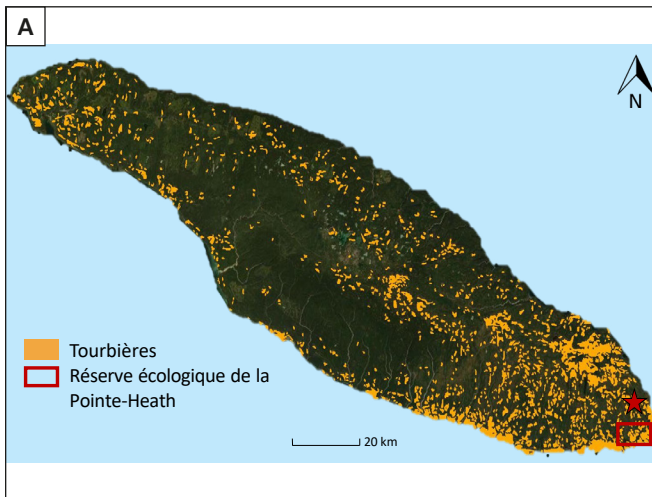 A
N
Tourbières
Réserve écologique de la
Pointe-Heath
20 km